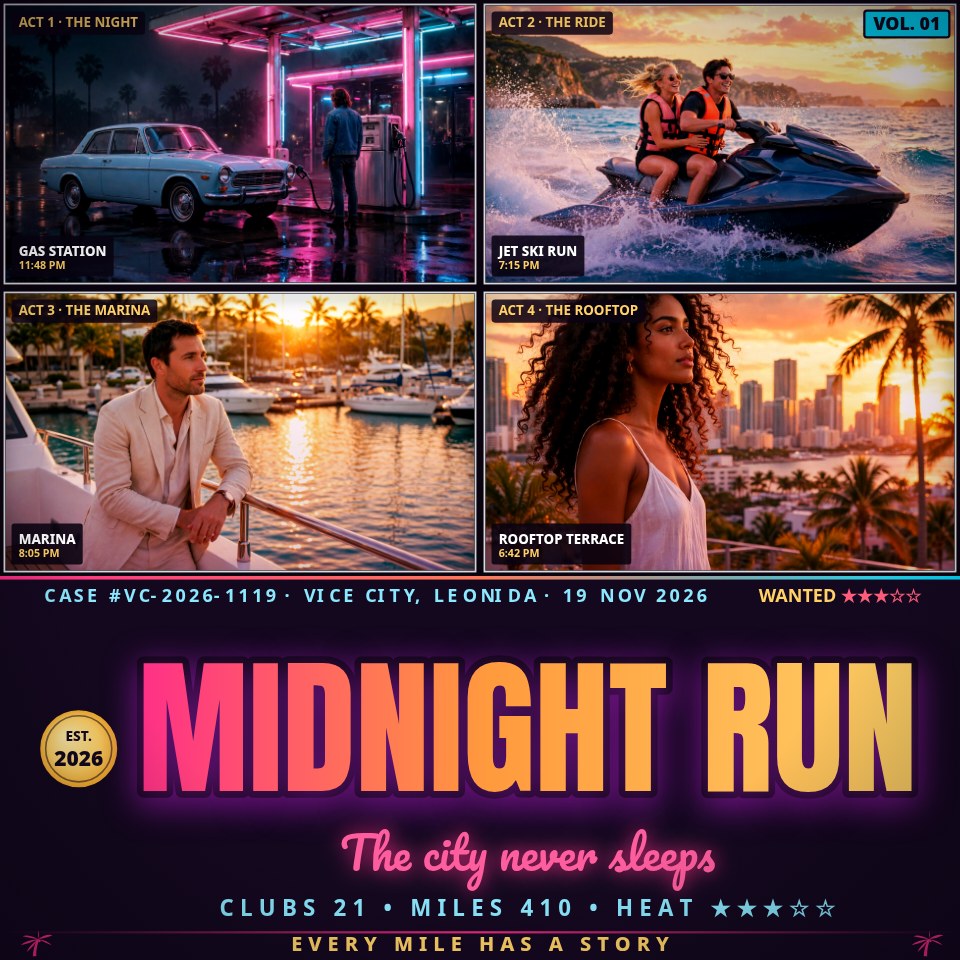 ACT 1 · THE NIGHT
GAS STATION
11:48 PM
ACT 2 · THE RIDE
VOL. 01
JET SKI RUN
7:15 PM
ACT 3 · THE MARINA
MARINA
8:05 PM
ACT 4 · THE ROOFTOP
ROOFTOP TERRACE
6:42 PM
CASE #VC-2026-1119 · VICE CITY, LEONIDA · 19 NOV 2026
WANTED ★★★☆☆
EST.
2026
MIDNIGHT RUN
The city never sleeps
CLUBS 21 • MILES 410 • HEAT ★★★☆☆
EVERY MILE HAS A STORY